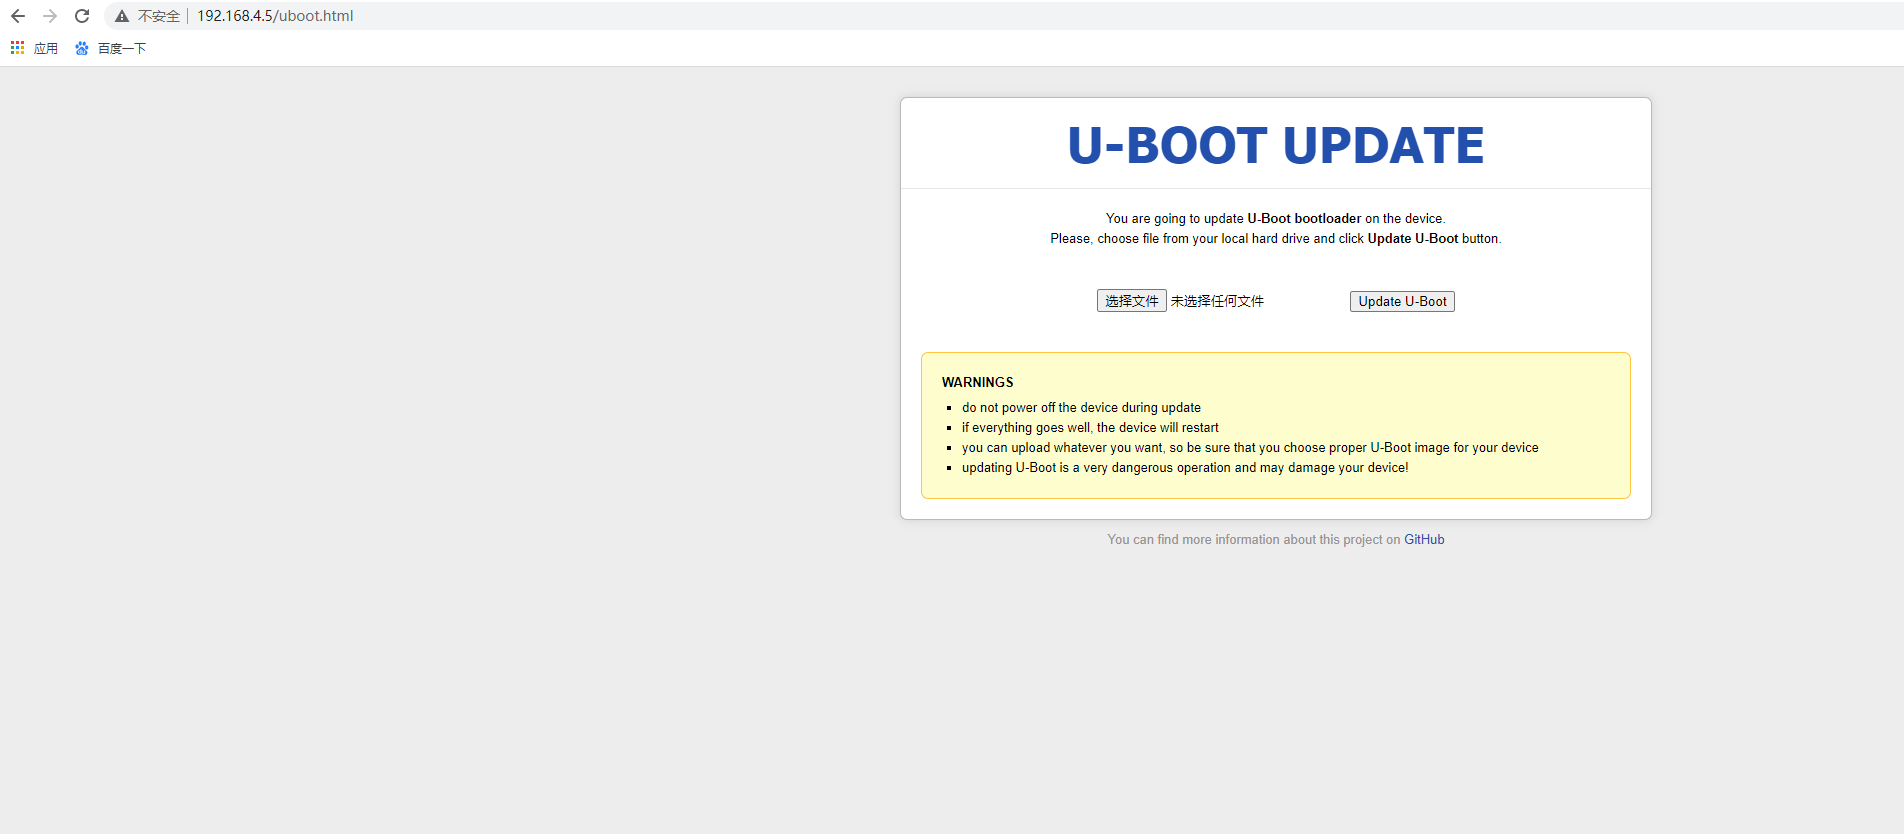 不安全 192.168.4.5/uboot.html
应用 百度一下
U-BOOT UPDATE
You are going to update U-Boot bootloader on the device.
Please, choose file from your local hard drive and click Update U-Boot button.
选择文件 未选择任何文件 Update U-Boot
WARNINGS
do not power off the device during update
if everything goes well, the device will restart
you can upload whatever you want, so be sure that you choose proper U-Boot image for your device
updating U-Boot is a very dangerous operation and may damage your device!
You can find more information about this project on GitHub